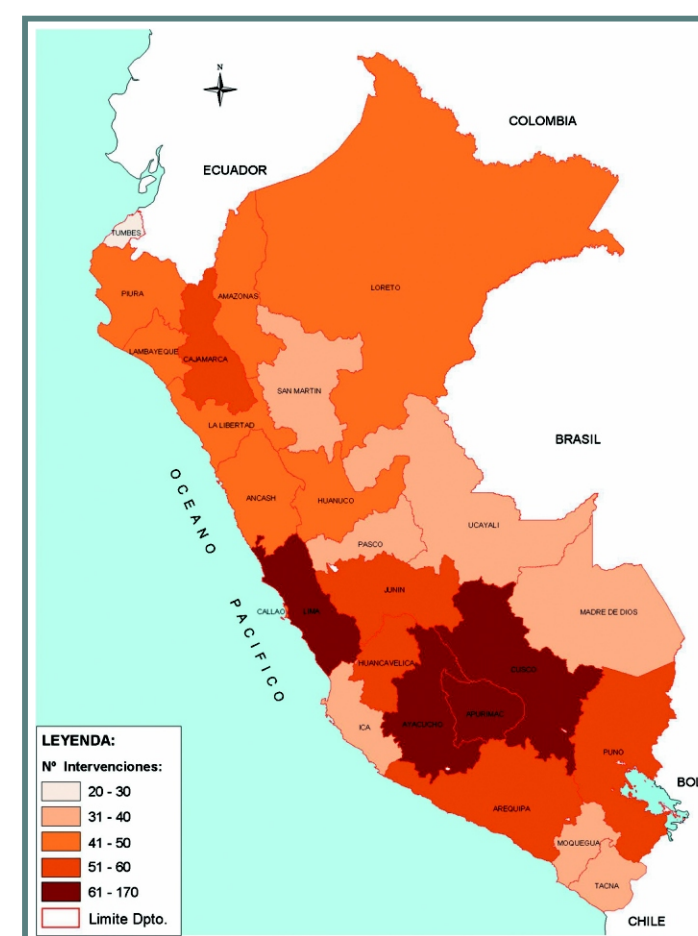 N
COLOMBIA
ECUADOR
TUMBES
PIURA
AMAZONAS
LORETO
LAMBAYEQUE
CAJAMARCA
SAN MARTIN
LA LIBERTAD
BRASIL
ANCASH
HUANUCO
UCAYALI
PASCO
OCEANO PACIFICO
JUNIN
CALLAO
LIMA
MADRE DE DIOS
HUANCAVELICA
CUSCO
AYACUCHO
APURIMAC
ICA
PUNO
BOL
AREQUIPA
MOQUEGUA
TACNA
CHILE
LEYENDA:
Nº Intervenciones:
20 - 30
31 - 40
41 - 50
51 - 60
61 - 170
Limite Dpto.